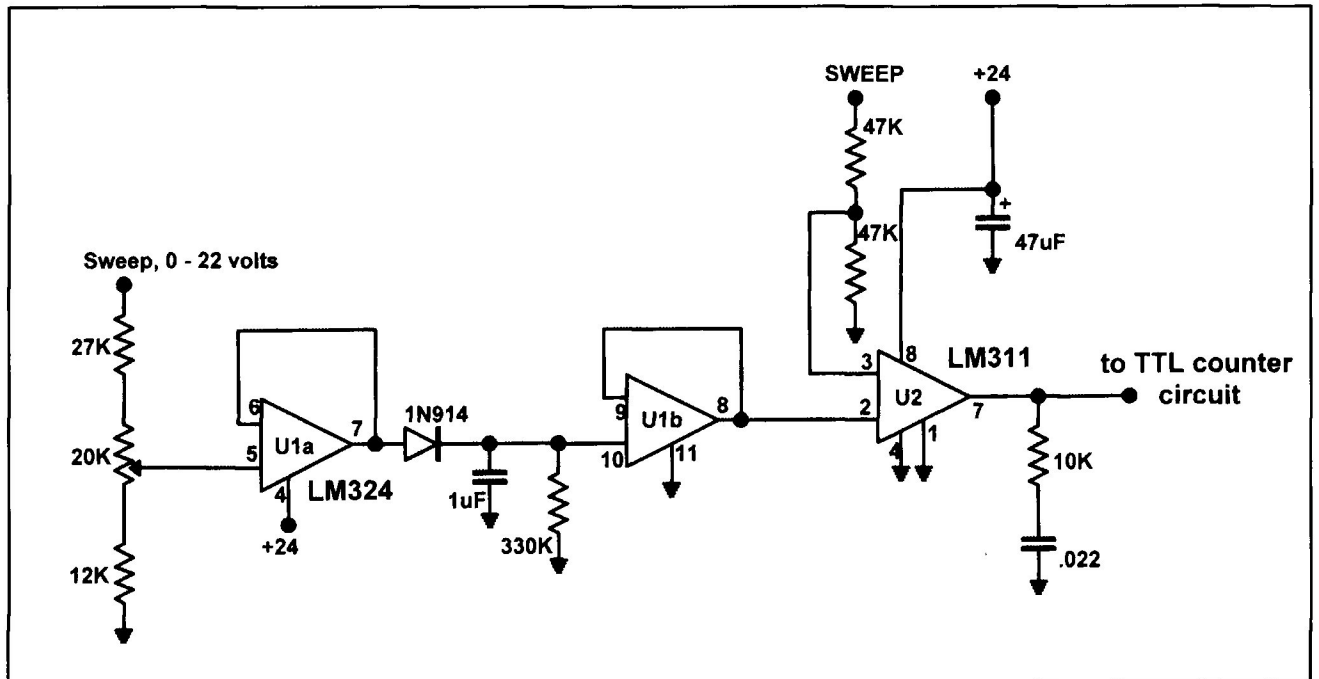 SWEEP
+24
47K
47K
+
47uF
Sweep, 0 - 22 volts
27K
20K
12K
6
5
7
4
U1a
LM324
+24
1N914
1uF
330K
9
10
8
11
U1b
3
2
8
4
1
7
U2
LM311
to TTL counter
circuit
10K
.022